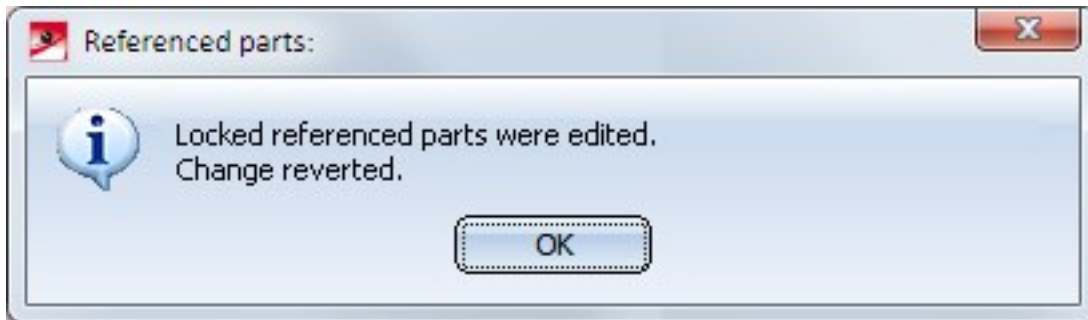 Referenced parts:
Locked referenced parts were edited.
Change reverted.
OK